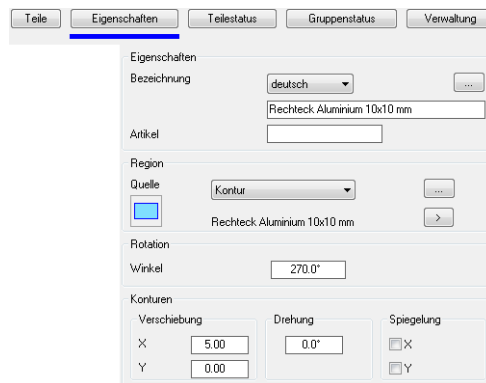 Teile Eigenschaften Teilestatus Gruppenstatus Verwaltung
Eigenschaften
Bezeichnung deutsch ...
Rechteck Aluminium 10x10 mm
Artikel
Region
Quelle Kontur ...
Rechteck Aluminium 10x10 mm >
Rotation
Winkel 270.0°
Konturen
Verschiebung Drehung Spiegelung
X 5.00 0.0° X
Y 0.00 Y